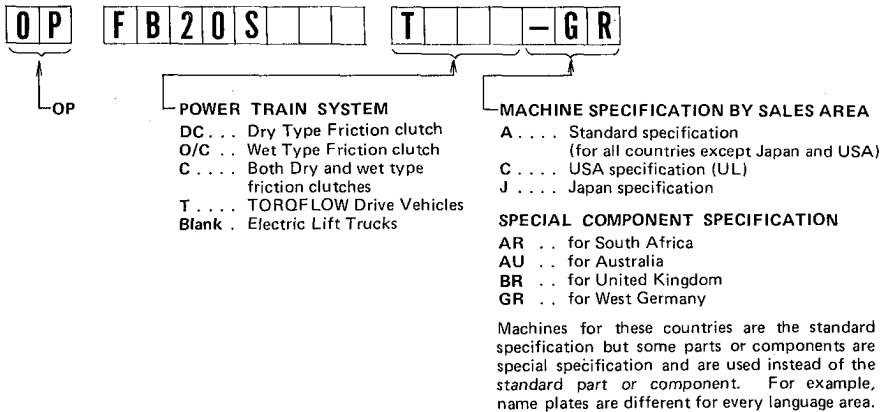 OP FB20S T -GR
OP
POWER TRAIN SYSTEM
DC . . . Dry Type Friction clutch
O/C . . Wet Type Friction clutch
C . . . . Both Dry and wet type
friction clutches
T . . . . TORQFLOW Drive Vehicles
Blank . Electric Lift Trucks
MACHINE SPECIFICATION BY SALES AREA
A . . . . Standard specification
(for all countries except Japan and USA)
C . . . . USA specification (UL)
J . . . . Japan specification
SPECIAL COMPONENT SPECIFICATION
AR . . for South Africa
AU . . for Australia
BR . . for United Kingdom
GR . . for West Germany
Machines for these countries are the standard
specification but some parts or components are
special specification and are used instead of the
standard part or component. For example,
name plates are different for every language area.